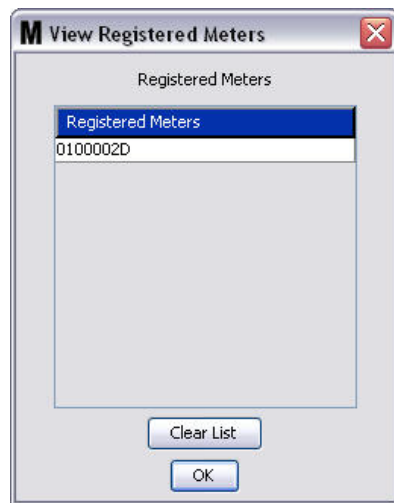 M View Registered Meters
Registered Meters
Registered Meters
0100002D
Clear List
OK